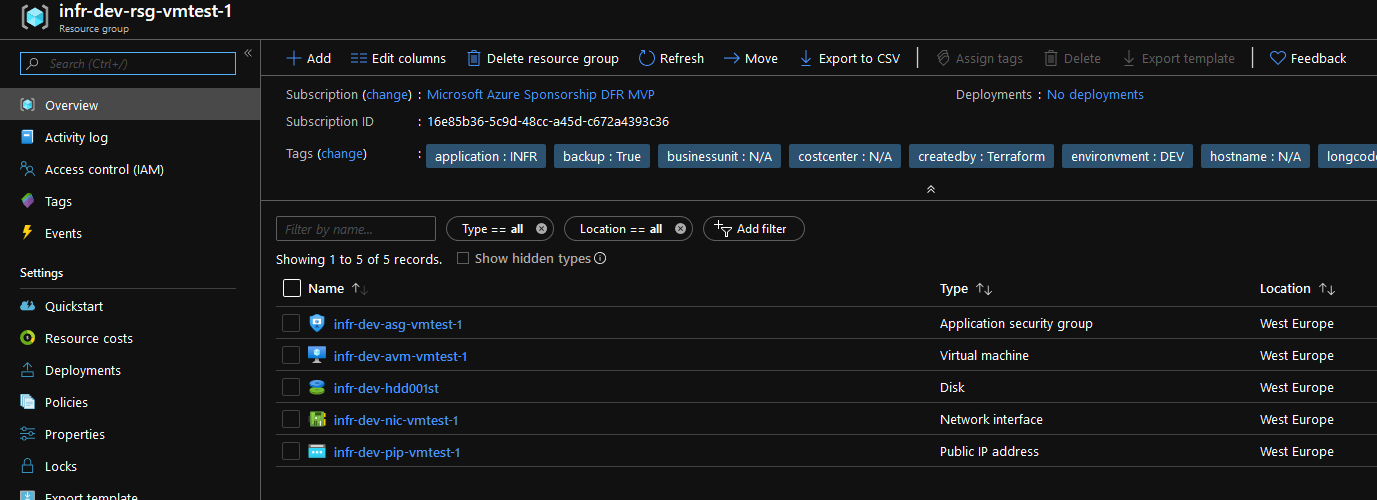 infr-dev-rsg-vmtest-1
Resource group
Search (Ctrl+/)
«
Add Edit columns Delete resource group Refresh Move Export to CSV Assign tags Delete Export template Feedback
Subscription (change) : Microsoft Azure Sponsorship DFR MVP Deployments : No deployments
Subscription ID : 16e85b36-5c9d-48cc-a45d-c672a4393c36
Tags (change) : application : INFR backup : True businessunit : N/A costcenter : N/A createdby : Terraform environvment : DEV hostname : N/A longcode
Overview
Activity log
Access control (IAM)
Tags
Events
Settings
Quickstart
Resource costs
Deployments
Policies
Properties
Locks
Export template
Filter by name... Type == all Location == all Add filter
Showing 1 to 5 of 5 records. Show hidden types
Name Type Location
infr-dev-asg-vmtest-1 Application security group West Europe
infr-dev-avm-vmtest-1 Virtual machine West Europe
infr-dev-hdd001st Disk West Europe
infr-dev-nic-vmtest-1 Network interface West Europe
infr-dev-pip-vmtest-1 Public IP address West Europe